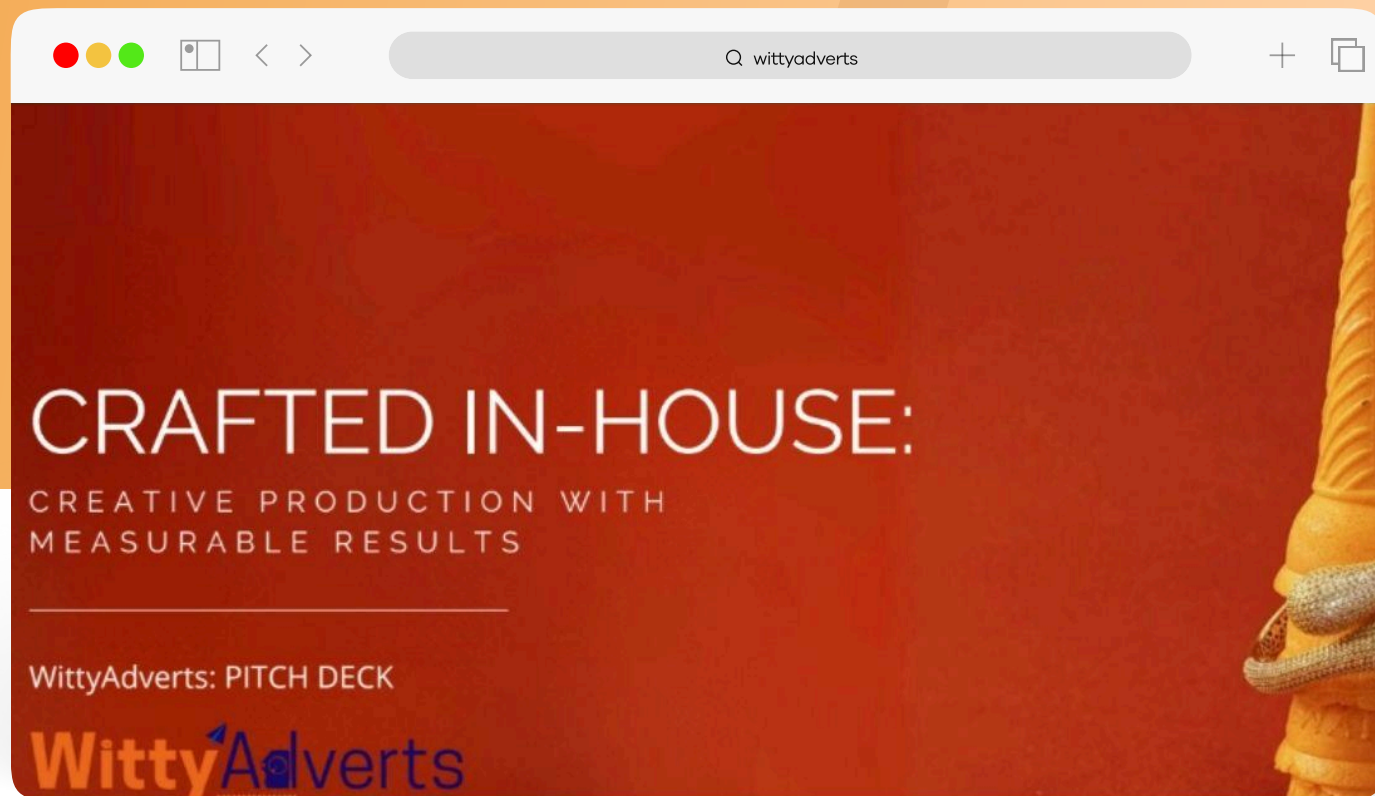 wittyadverts
CRAFTED IN-HOUSE:
CREATIVE PRODUCTION WITH
MEASURABLE RESULTS
WittyAdverts: PITCH DECK
WittyAdverts